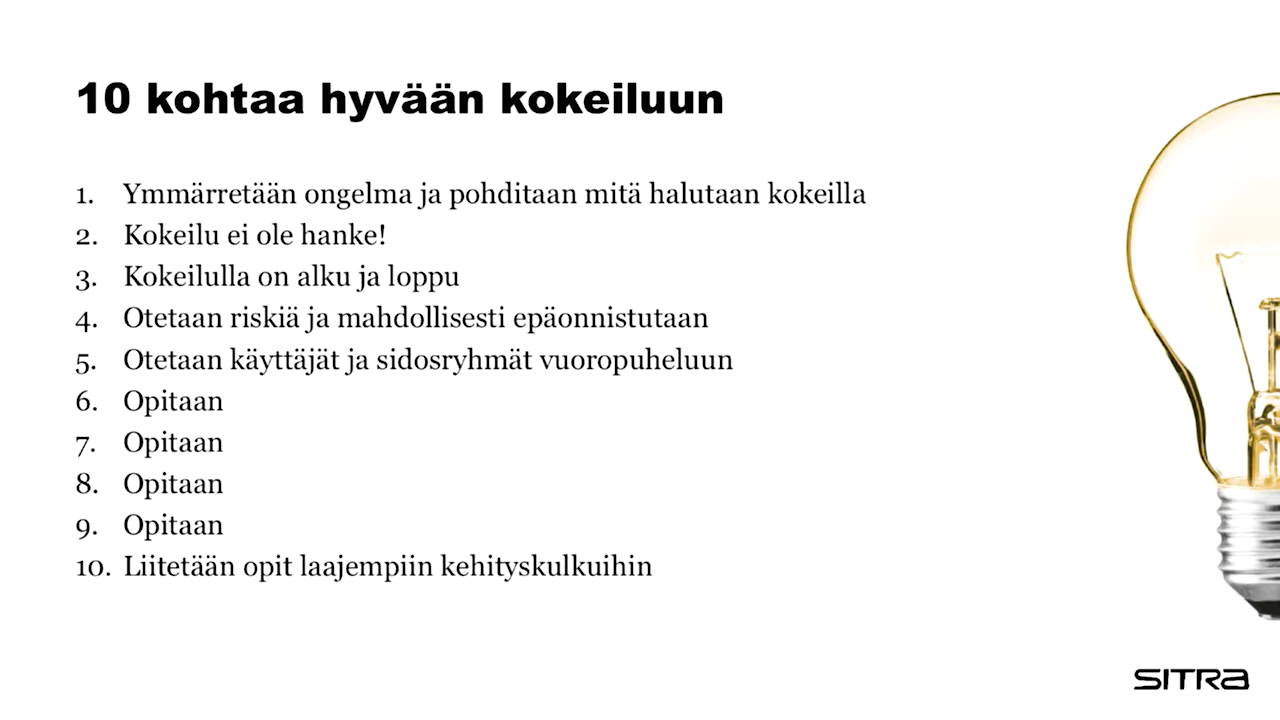 10 kohtaa hyvään kokeiluun
1. Ymmärretään ongelma ja pohditaan mitä halutaan kokeilla
2. Kokeilu ei ole hanke!
3. Kokeilulla on alku ja loppu
4. Otetaan riskiä ja mahdollisesti epäonnistutaan
5. Otetaan käyttäjät ja sidosryhmät vuoropuheluun
6. Opitaan
7. Opitaan
8. Opitaan
9. Opitaan
10. Liitetään opit laajempiin kehityskulkuihin
SITRA